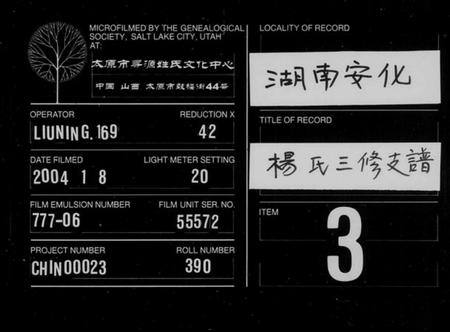 MICROFILMED BY THE GENEALOGICAL
SOCIETY, SALT LAKE CITY, UTAH
AT:
太原市寻源姓氏文化中心
中国 山西 太原市鼓楼街44号
OPERATOR
REDUCTION X
LIUNING.169
42
DATE FILMED
LIGHT METER SETTING
2004 1 8
20
FILM EMULSION NUMBER
FILM UNIT SER. NO.
777-06
55572
PROJECT NUMBER
ROLL NUMBER
CHIN00023
390
LOCALITY OF RECORD
湖南安化
TITLE OF RECORD
楊氏三修支譜
ITEM
3